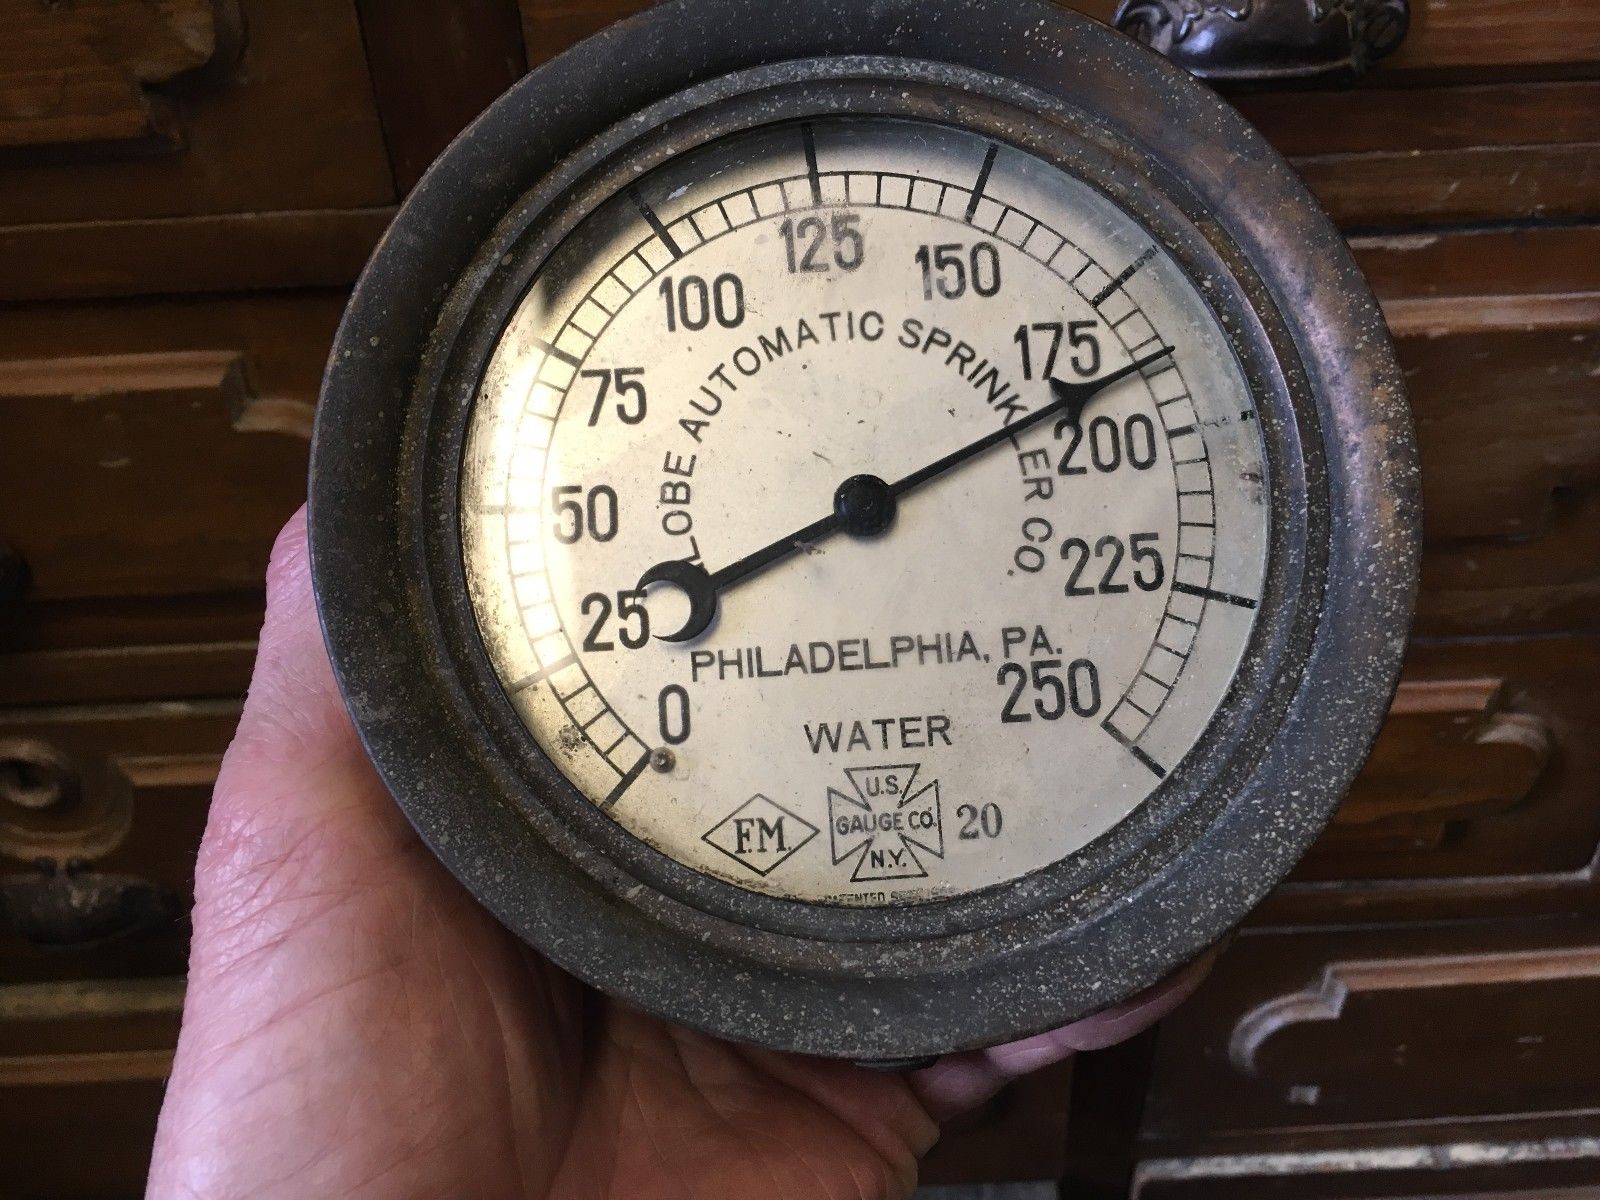 0
25
50
75
100
125
150
175
200
225
250
LOBE AUTOMATIC SPRINKLER CO.
PHILADELPHIA, PA.
WATER
F.M.
U.S.
GAUGE CO.
N.Y.
20
PATENTED